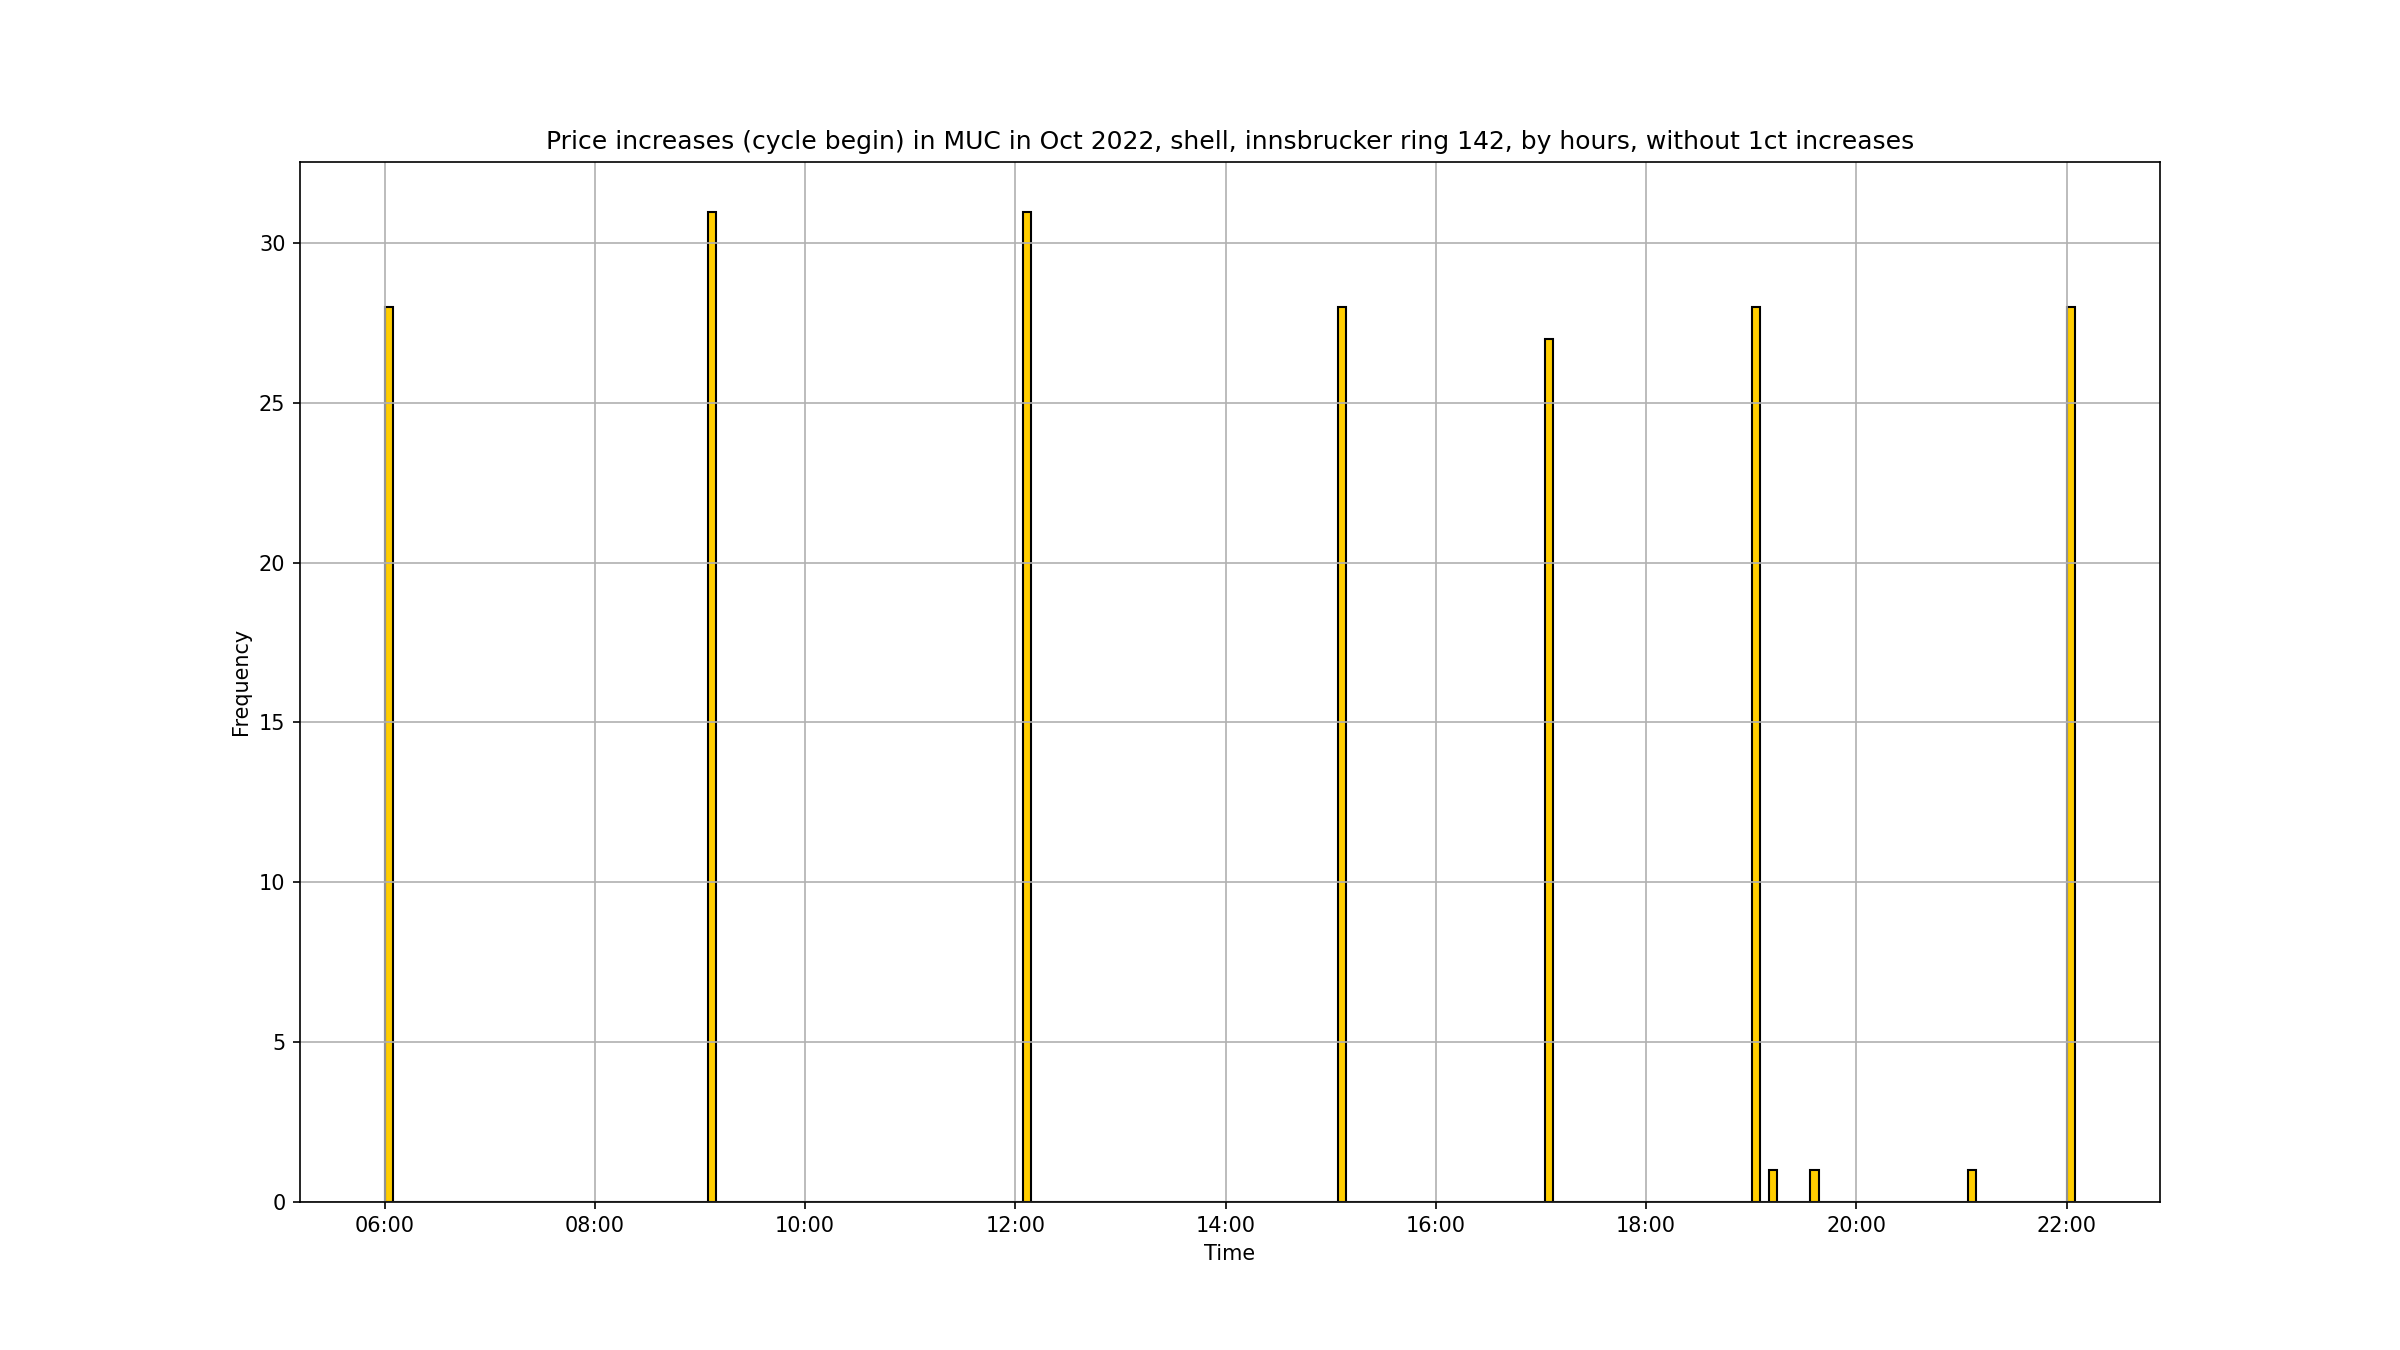 Price increases (cycle begin) in MUC in Oct 2022, shell, innsbrucker ring 142, by hours, without 1ct increases
30
25
20
15
10
5
0
Frequency
06:00 08:00 10:00 12:00 14:00 16:00 18:00 20:00 22:00
Time